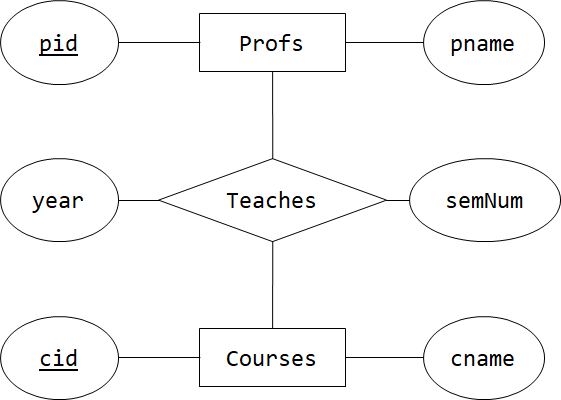 pid
Profs
pname
year
Teaches
semNum
cid
Courses
cname